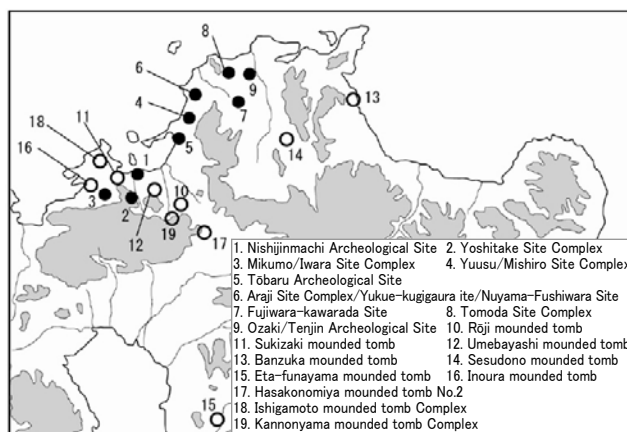 8
6
9
4
7
13
5
14
11
18
1
16
3
2
10
12
19
17
15
1. Nishijinmachi Archeological Site 2. Yoshitake Site Complex
3. Mikumo/Iwara Site Complex 4. Yuusu/Mishiro Site Complex
5. Tōbaru Archeological Site
6. Araji Site Complex/Yukue-kugigaura ite/Nuyama-Fushiwara Site
7. Fujiwara-kawarada Site 8. Tomoda Site Complex
9. Ozaki/Tenjin Archeological Site 10. Rōji mounded tomb
11. Sukizaki mounded tomb 12. Umebayashi mounded tomb
13. Banzuka mounded tomb 14. Sesudono mounded tomb
15. Eta-funayama mounded tomb 16. Inoura mounded tomb
17. Hasakonomiya mounded tomb No.2
18. Ishigamoto mounded tomb Complex
19. Kannonyama mounded tomb Complex